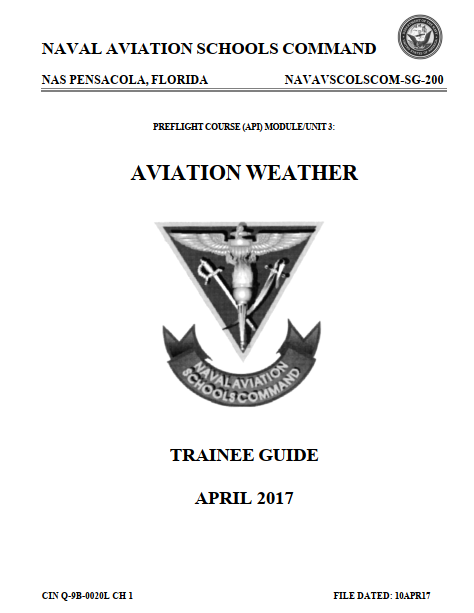 NAVAL AVIATION SCHOOLS COMMAND
NAS PENSACOLA, FLORIDA NAVAVSCOLSCOM-SG-200
PREFLIGHT COURSE (API) MODULE/UNIT 3:
AVIATION WEATHER
NAVAL AVIATION
SCHOOLS COMMAND
TRAINEE GUIDE
APRIL 2017
CIN Q-9B-0020L CH 1 FILE DATED: 10APR17